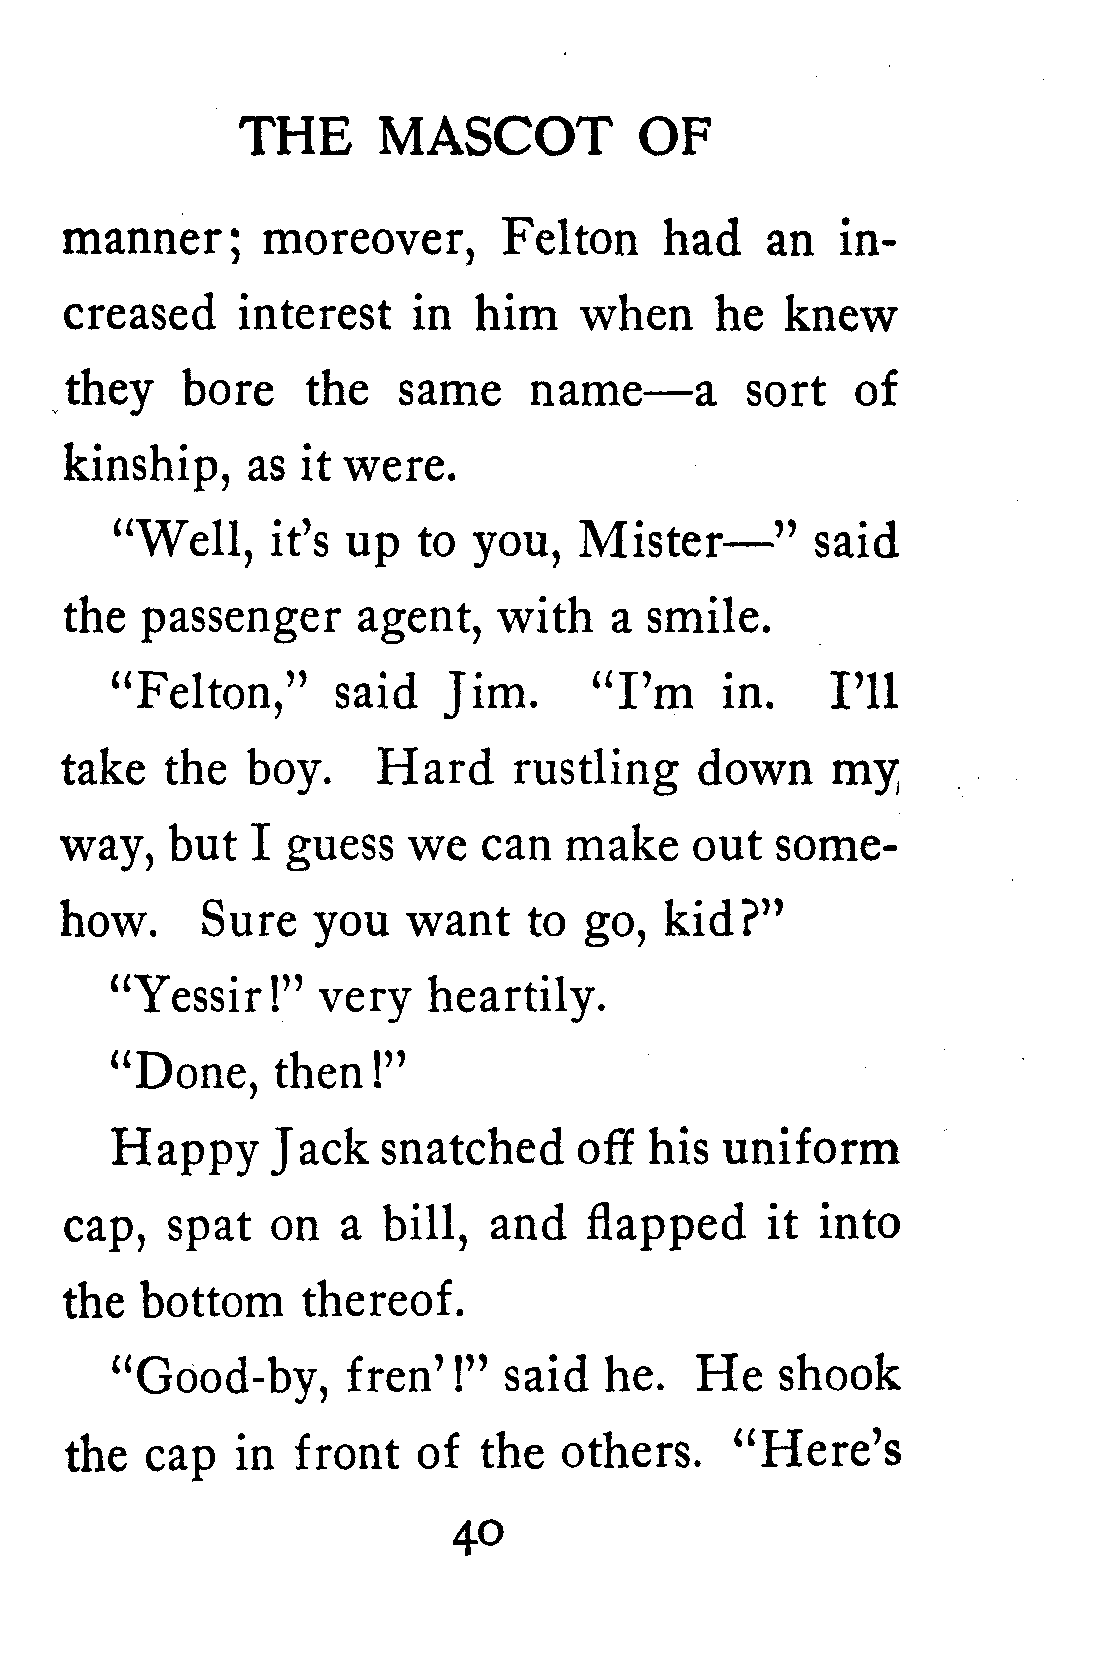 THE MASCOT OF
manner; moreover, Felton had an in-
creased interest in him when he knew
they bore the same name—a sort of
kinship, as it were.
“Well, it’s up to you, Mister—” said
the passenger agent, with a smile.
“Felton,” said Jim. “I’m in. I’ll
take the boy. Hard rustling down my
way, but I guess we can make out some-
how. Sure you want to go, kid?”
“Yessir!” very heartily.
“Done, then!”
Happy Jack snatched off his uniform
cap, spat on a bill, and flapped it into
the bottom thereof.
“Good-by, fren’!” said he. He shook
the cap in front of the others. “Here’s
40